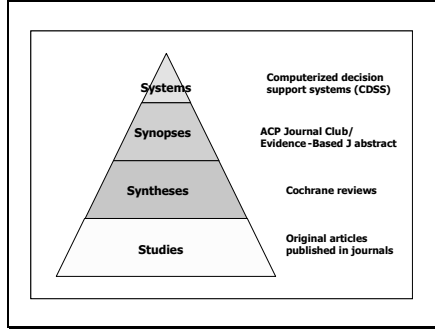 Systems
Computerized decision
support systems (CDSS)
Synopses
ACP Journal Club/
Evidence-Based J abstract
Syntheses
Cochrane reviews
Studies
Original articles
published in journals